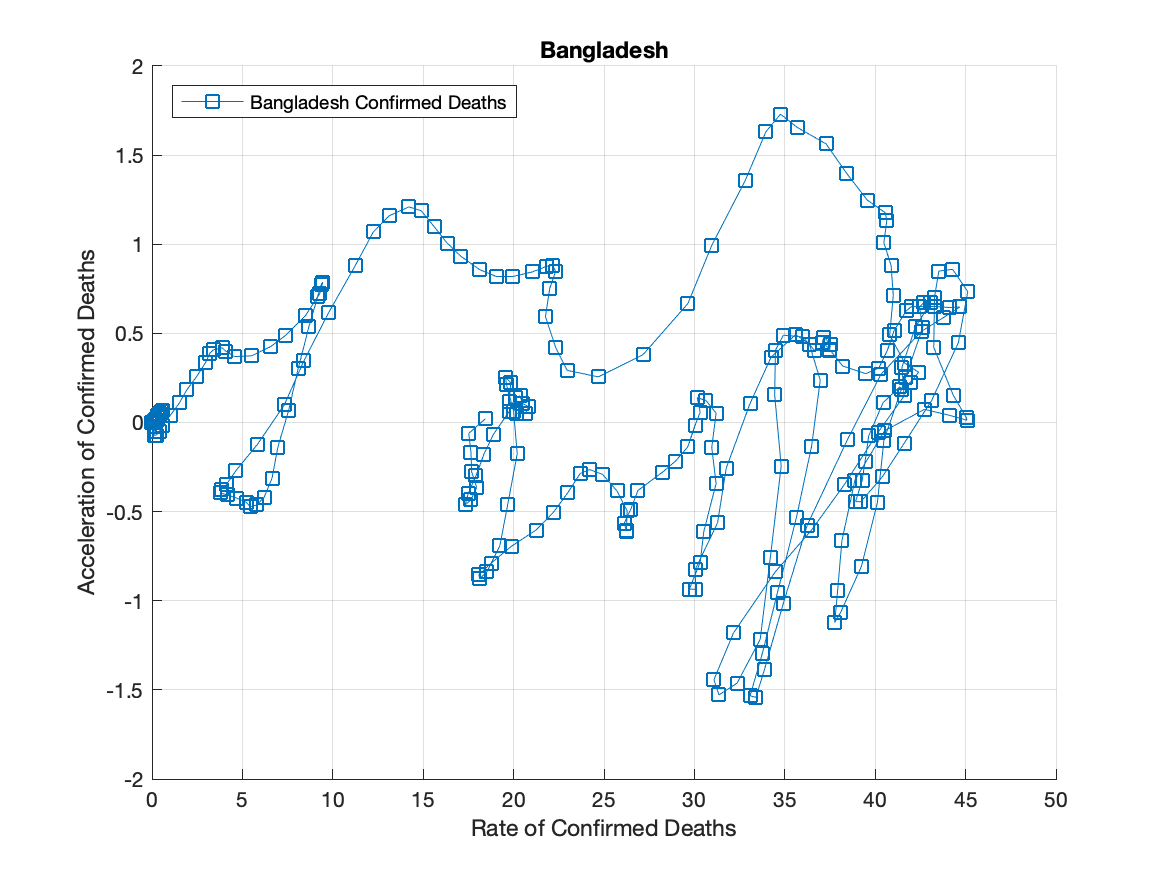 Bangladesh
2
Bangladesh Confirmed Deaths
1.5
1
0.5
0
-0.5
-1
-1.5
-2
Acceleration of Confirmed Deaths
0 5 10 15 20 25 30 35 40 45 50
Rate of Confirmed Deaths